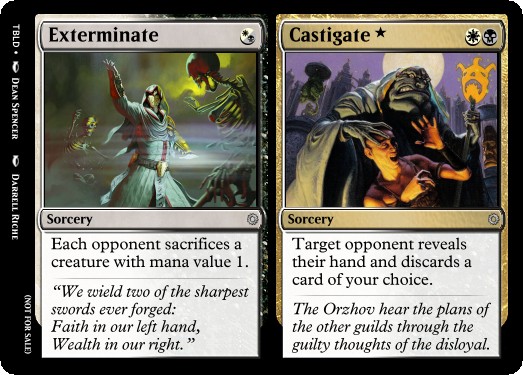 Exterminate
Sorcery
Each opponent sacrifices a
creature with mana value 1.
"We wield two of the sharpest
swords ever forged:
Faith in our left hand,
Wealth in our right."
Castigate ★
Sorcery
Target opponent reveals
their hand and discards a
card of your choice.
The Orzhov hear the plans of
the other guilds through the
guilty thoughts of the disloyal.
TBLD • DEAN SPENCER DARRELL RICHE
(NOT FOR SALE)